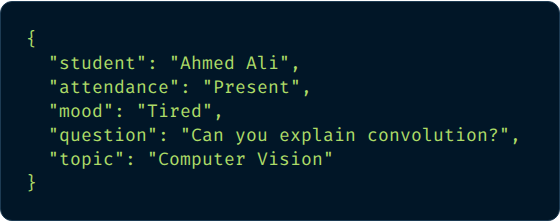 {
"student": "Ahmed Ali",
"attendance": "Present",
"mood": "Tired",
"question": "Can you explain convolution?",
"topic": "Computer Vision"
}